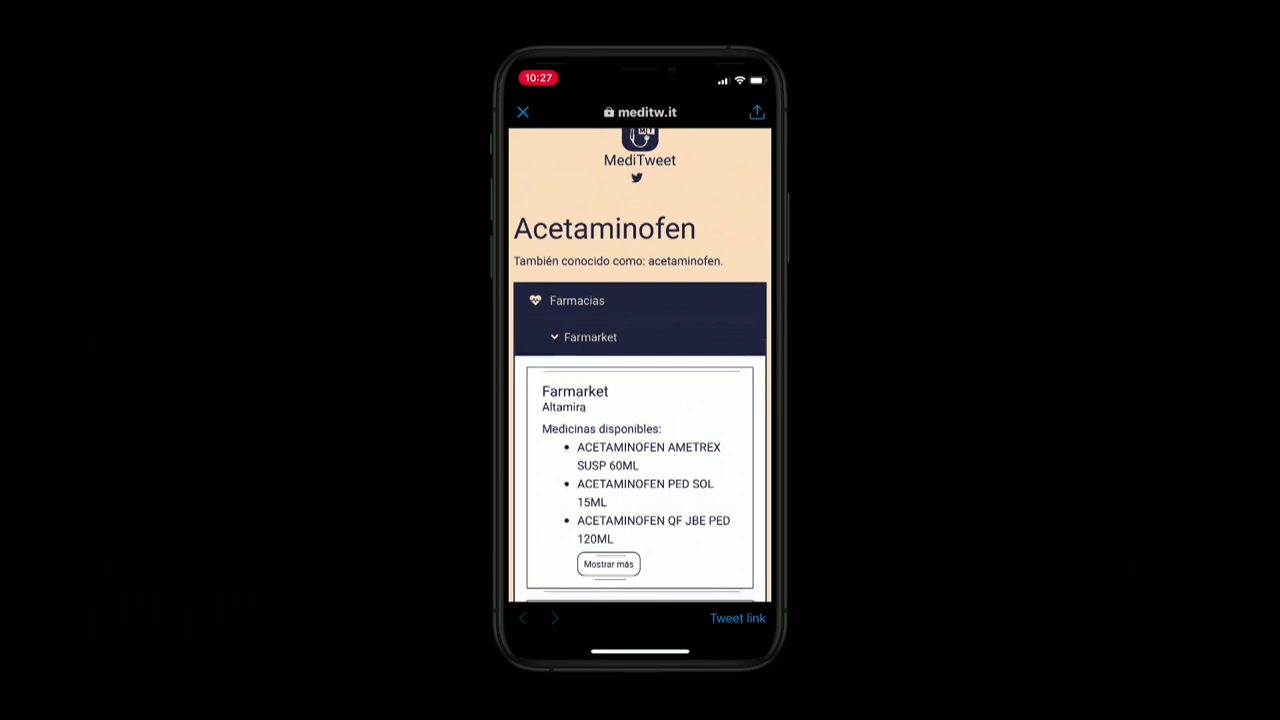 10:27
meditw.it
MediTweet
Acetaminofen
También conocido como: acetaminofen.
Farmacias
Farmarket
Farmarket
Altamira
Medicinas disponibles:
ACETAMINOFEN AMETREX
SUSP 60ML
ACETAMINOFEN PED SOL
15ML
ACETAMINOFEN QF JBE PED
120ML
Mostrar más
Tweet link